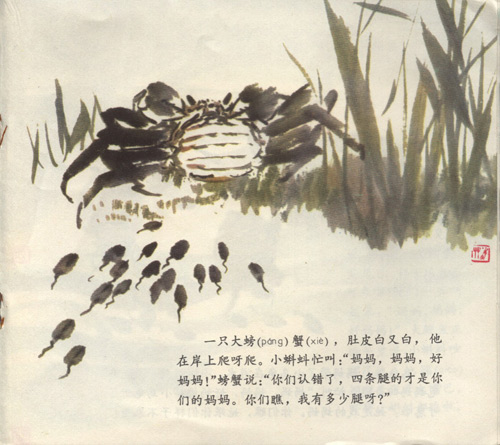 一只大螃(páng)蟹(xiè)，肚皮白又白，他
在岸上爬呀爬。小蝌蚪忙叫：“妈妈，妈妈，好
妈妈！”螃蟹说：“你们认错了，四条腿的才是你
们的妈妈。你们瞧，我有多少腿呀？”